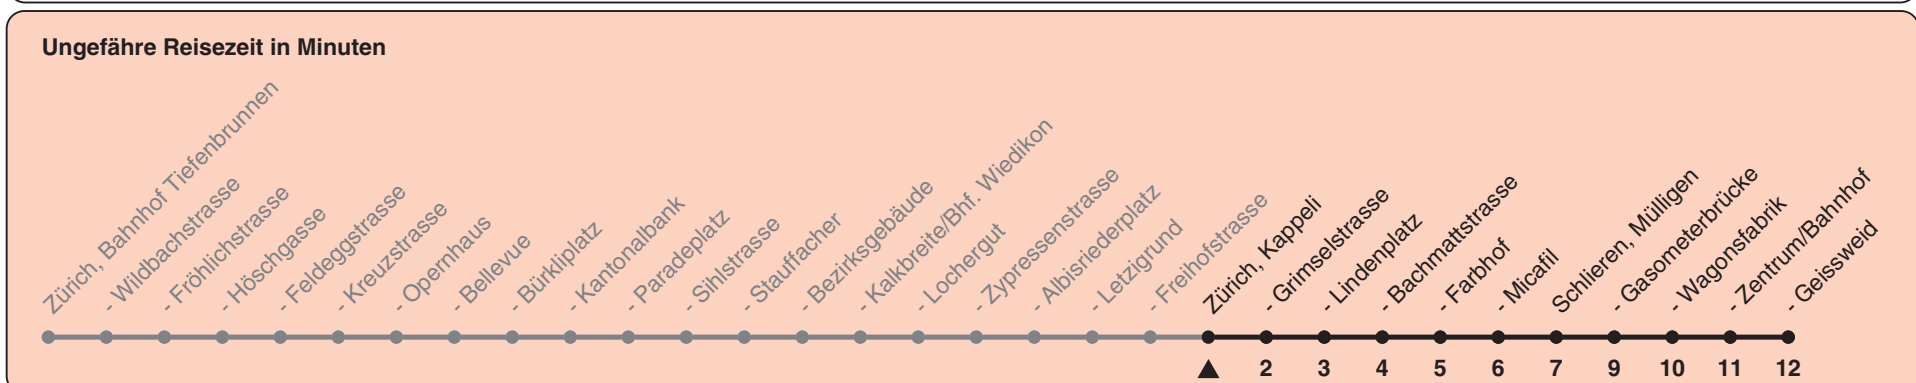 Ungefähre Reisezeit in Minuten
Zürich, Bahnhof Tiefenbrunnen
- Wildbachstrasse
- Fröhlichstrasse
- Höschgasse
- Feldeggstrasse
- Kreuzstrasse
- Opernhaus
- Bellevue
- Bürkliplatz
- Kantonalbank
- Paradeplatz
- Sihlstrasse
- Stauffacher
- Bezirksgebäude
- Kalkbreite/Bhf. Wiedikon
- Lochergut
- Zypressenstrasse
- Albisriederplatz
- Letzigrund
- Freihofstrasse
Zürich, Kappeli
- Grimselstrasse
- Lindenplatz
- Bachmattstrasse
- Farbhof
- Micafil
Schlieren, Mülligen
- Gasometerbrücke
- Wagonsfabrik
- Zentrum/Bahnhof
- Geissweid
▲ 2 3 4 5 6 7 9 10 11 12